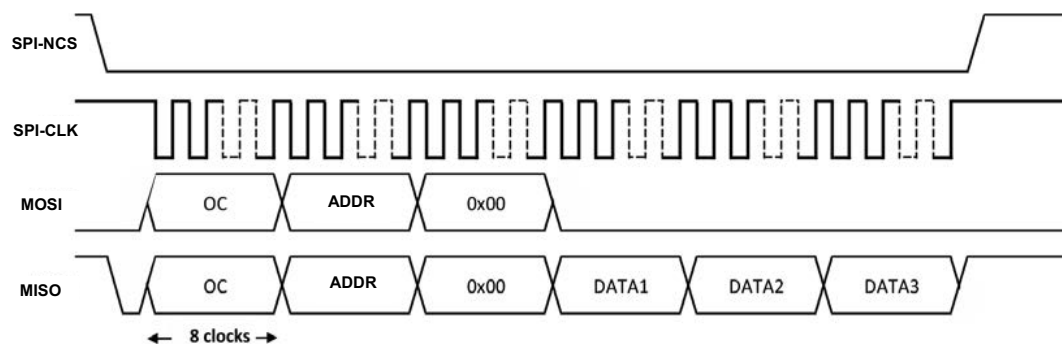 SPI-NCS
SPI-CLK
MOSI OC ADDR 0x00
MISO OC ADDR 0x00 DATA1 DATA2 DATA3
8 clocks